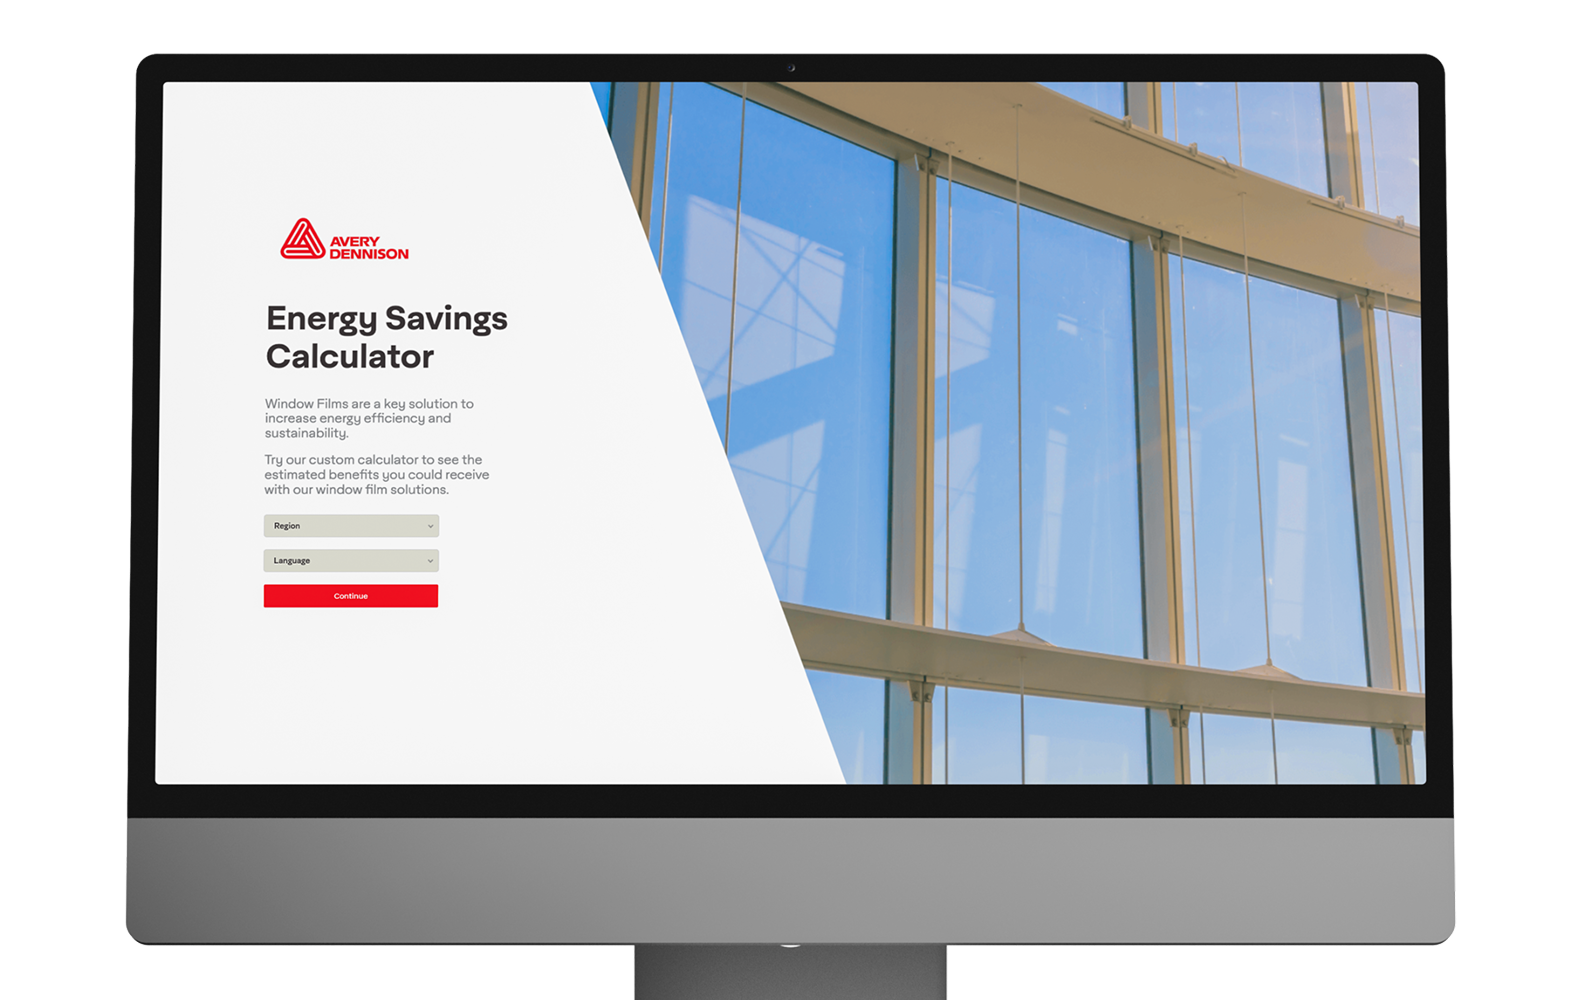 AVERY
DENNISON
Energy Savings
Calculator
Window Films are a key solution to
increase energy efficiency and
sustainability.
Try our custom calculator to see the
estimated benefits you could receive
with our window film solutions.
Region
Language
Continue